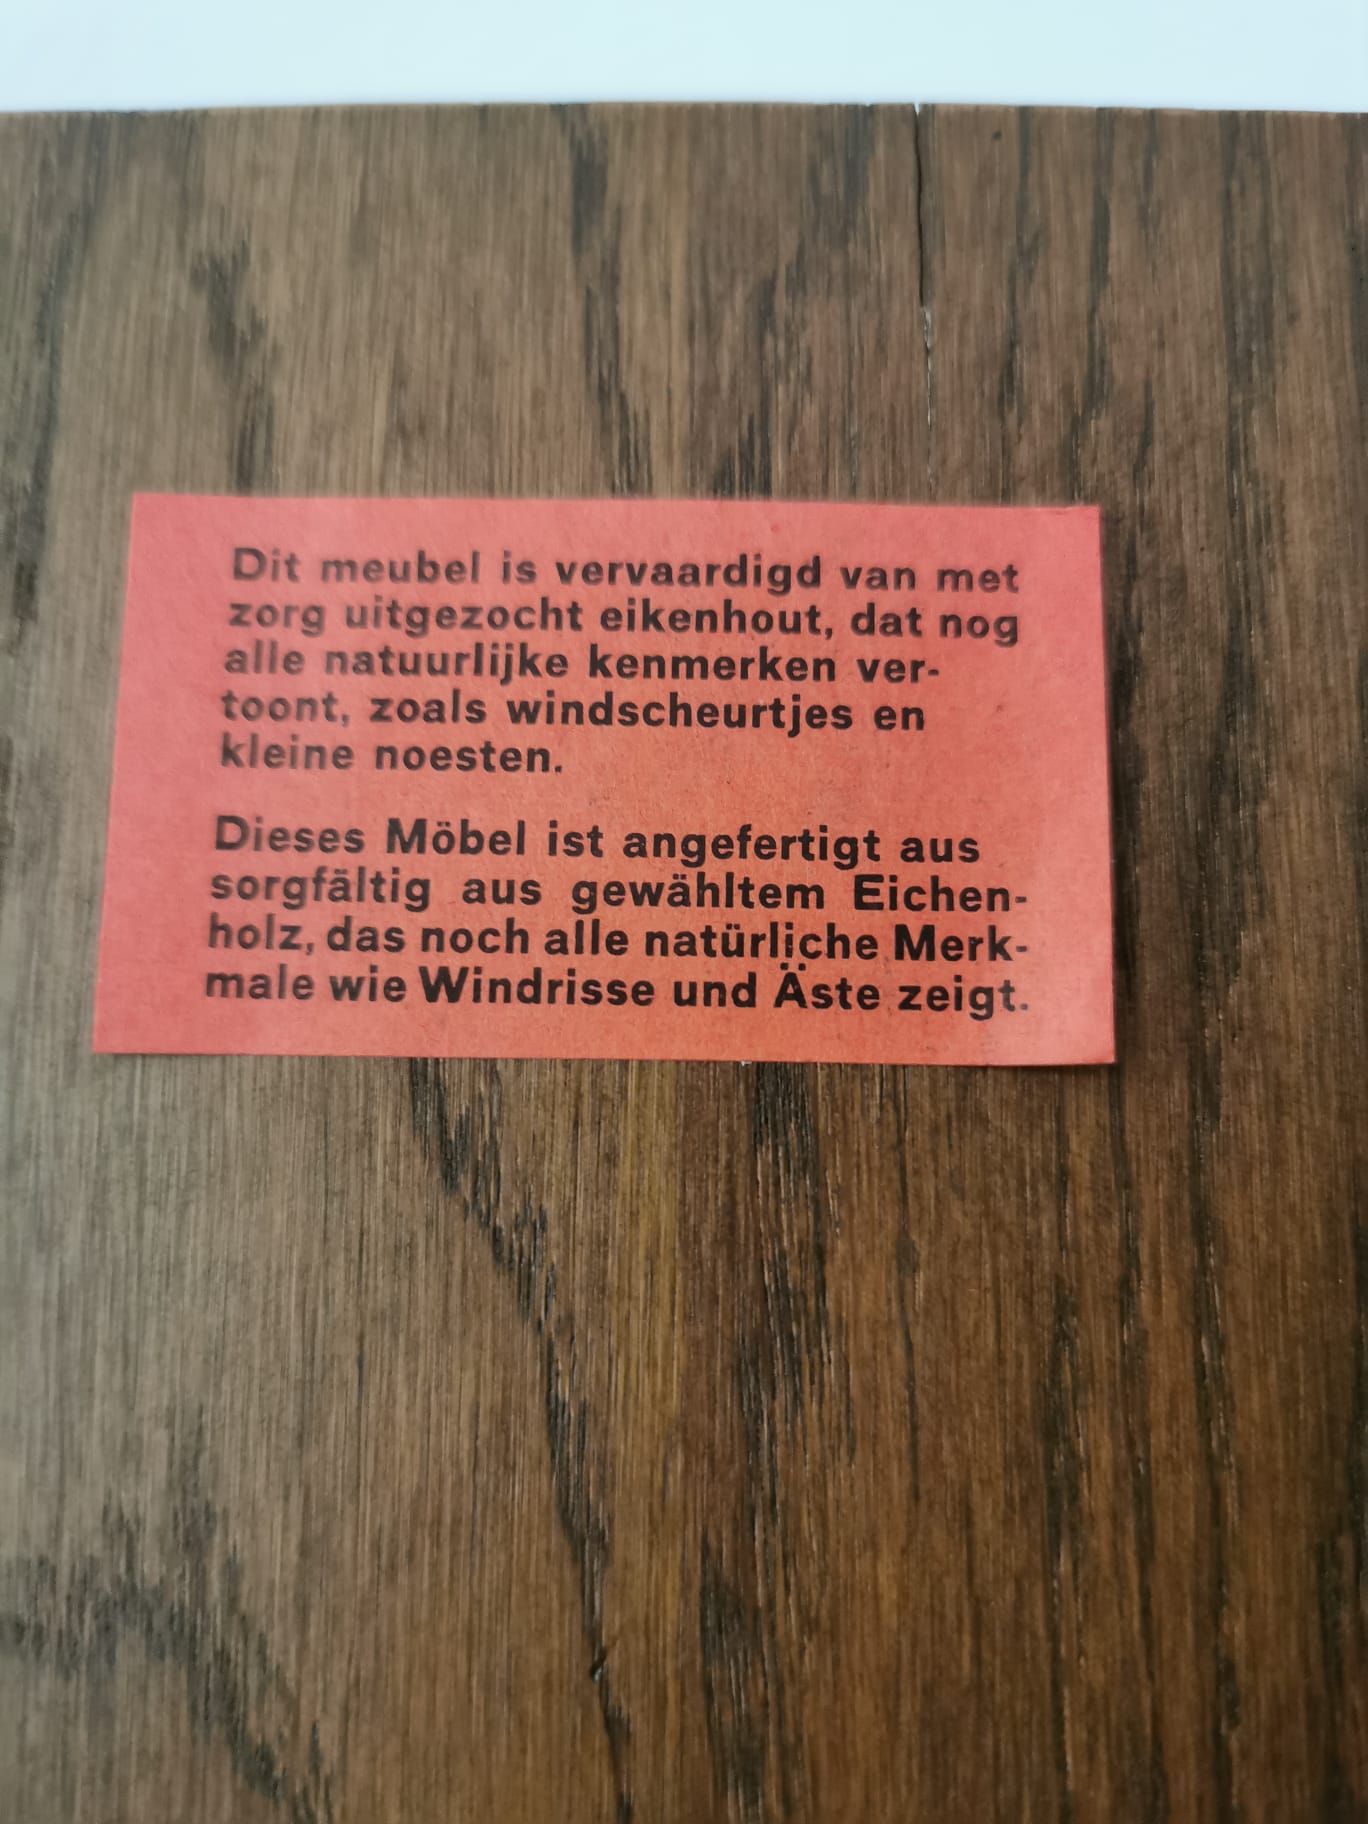 Dit meubel is vervaardigd van met
zorg uitgezocht eikenhout, dat nog
alle natuurlijke kenmerken ver-
toont, zoals windscheurtjes en
kleine noesten.
Dieses Möbel ist angefertigt aus
sorgfältig aus gewähltem Eichen-
holz, das noch alle natürliche Merk-
male wie Windrisse und Äste zeigt.